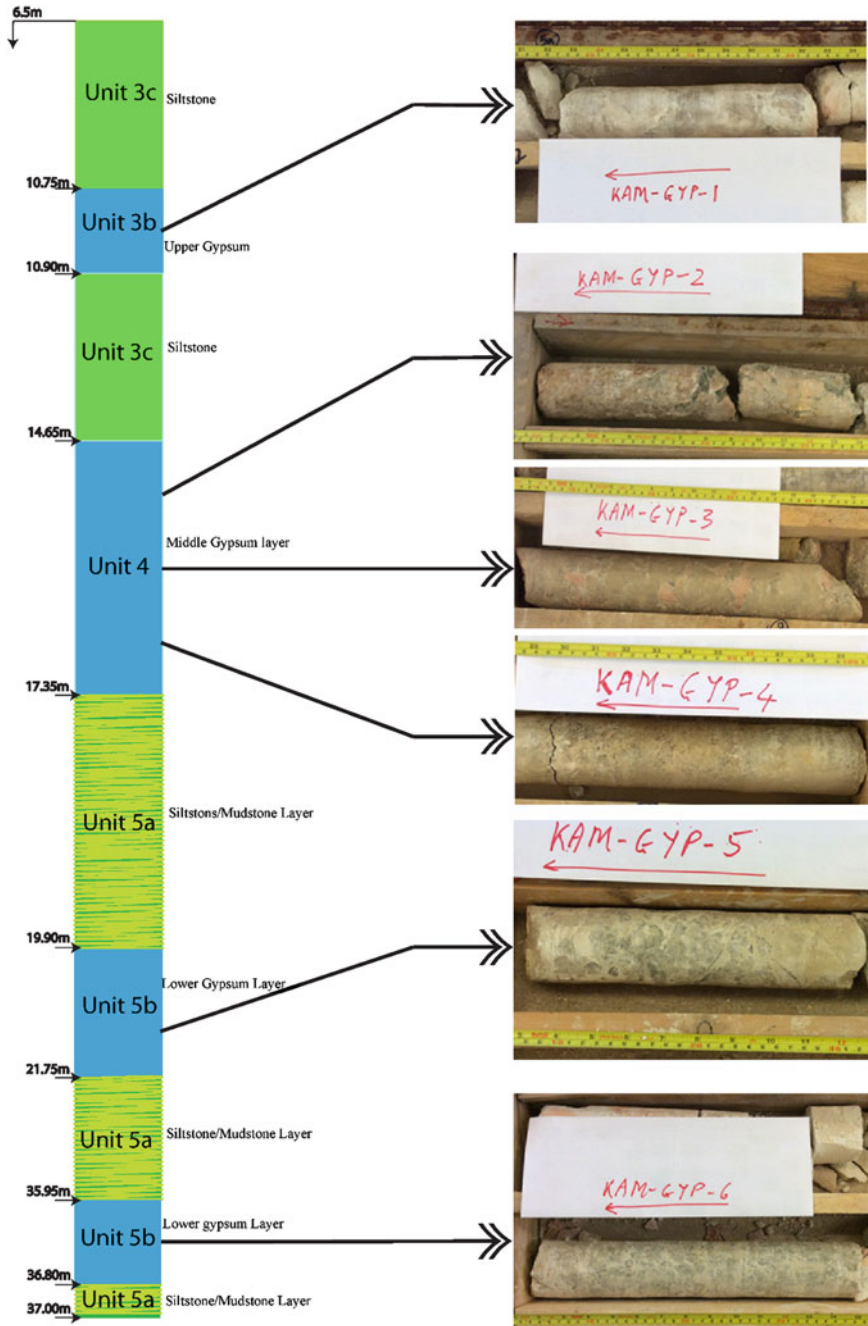 6.5m
Unit 3c
Siltstone
10.75m
Unit 3b
Upper Gypsum
10.90m
Unit 3c
Siltstone
14.65m
Unit 4
Middle Gypsum layer
17.35m
Unit 5a
Siltstons/Mudstone Layer
19.90m
Unit 5b
Lower Gypsum Layer
21.75m
Unit 5a
Siltstone/Mudstone Layer
35.95m
Unit 5b
Lower gypsum Layer
36.80m
Unit 5a
Siltstone/Mudstone Layer
37.00m
KAM-GYP-1
KAM-GYP-2
KAM-GYP-3
KAM-GYP-4
KAM-GYP-5
KAM-GYP-6